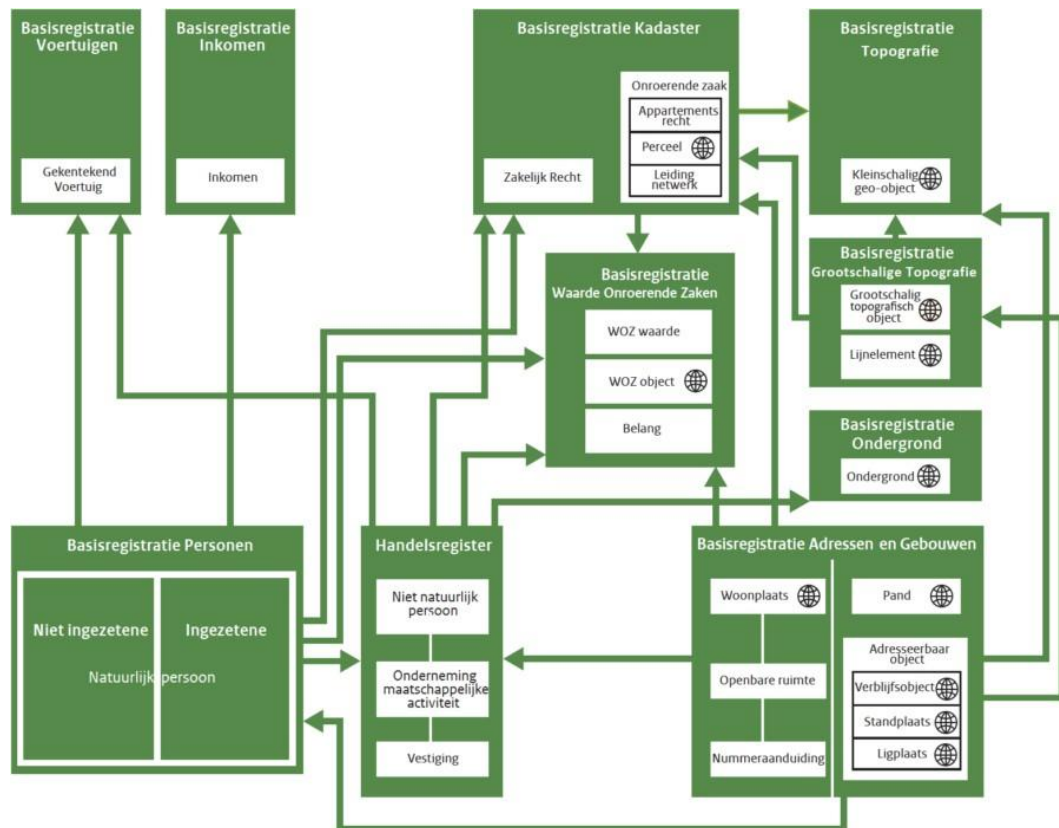 Basisregistratie
Voertuigen
Gekentekend
Voertuig
Basisregistratie
Inkomen
Inkomen
Basisregistratie Kadaster
Onroerende zaak
Appartements
recht
Perceel
Leiding
netwerk
Zakelijk Recht
Basisregistratie
Topografie
Kleinschalig
geo-object
Basisregistratie
Waarde Onroerende Zaken
WOZ waarde
WOZ object
Belang
Basisregistratie
Grootschalige Topografie
Grootschalig
topografisch
object
Lijnelement
Basisregistratie
Ondergrond
Ondergrond
Basisregistratie Personen
Niet ingezetene
Ingezetene
Natuurlijk persoon
Handelsregister
Niet natuurlijk
persoon
Onderneming
maatschappelijke
activiteit
Vestiging
Basisregistratie Adressen en Gebouwen
Woonplaats
Openbare ruimte
Nummeraanduiding
Pand
Adresseerbaar
object
Verblijfsobject
Standplaats
Ligplaats